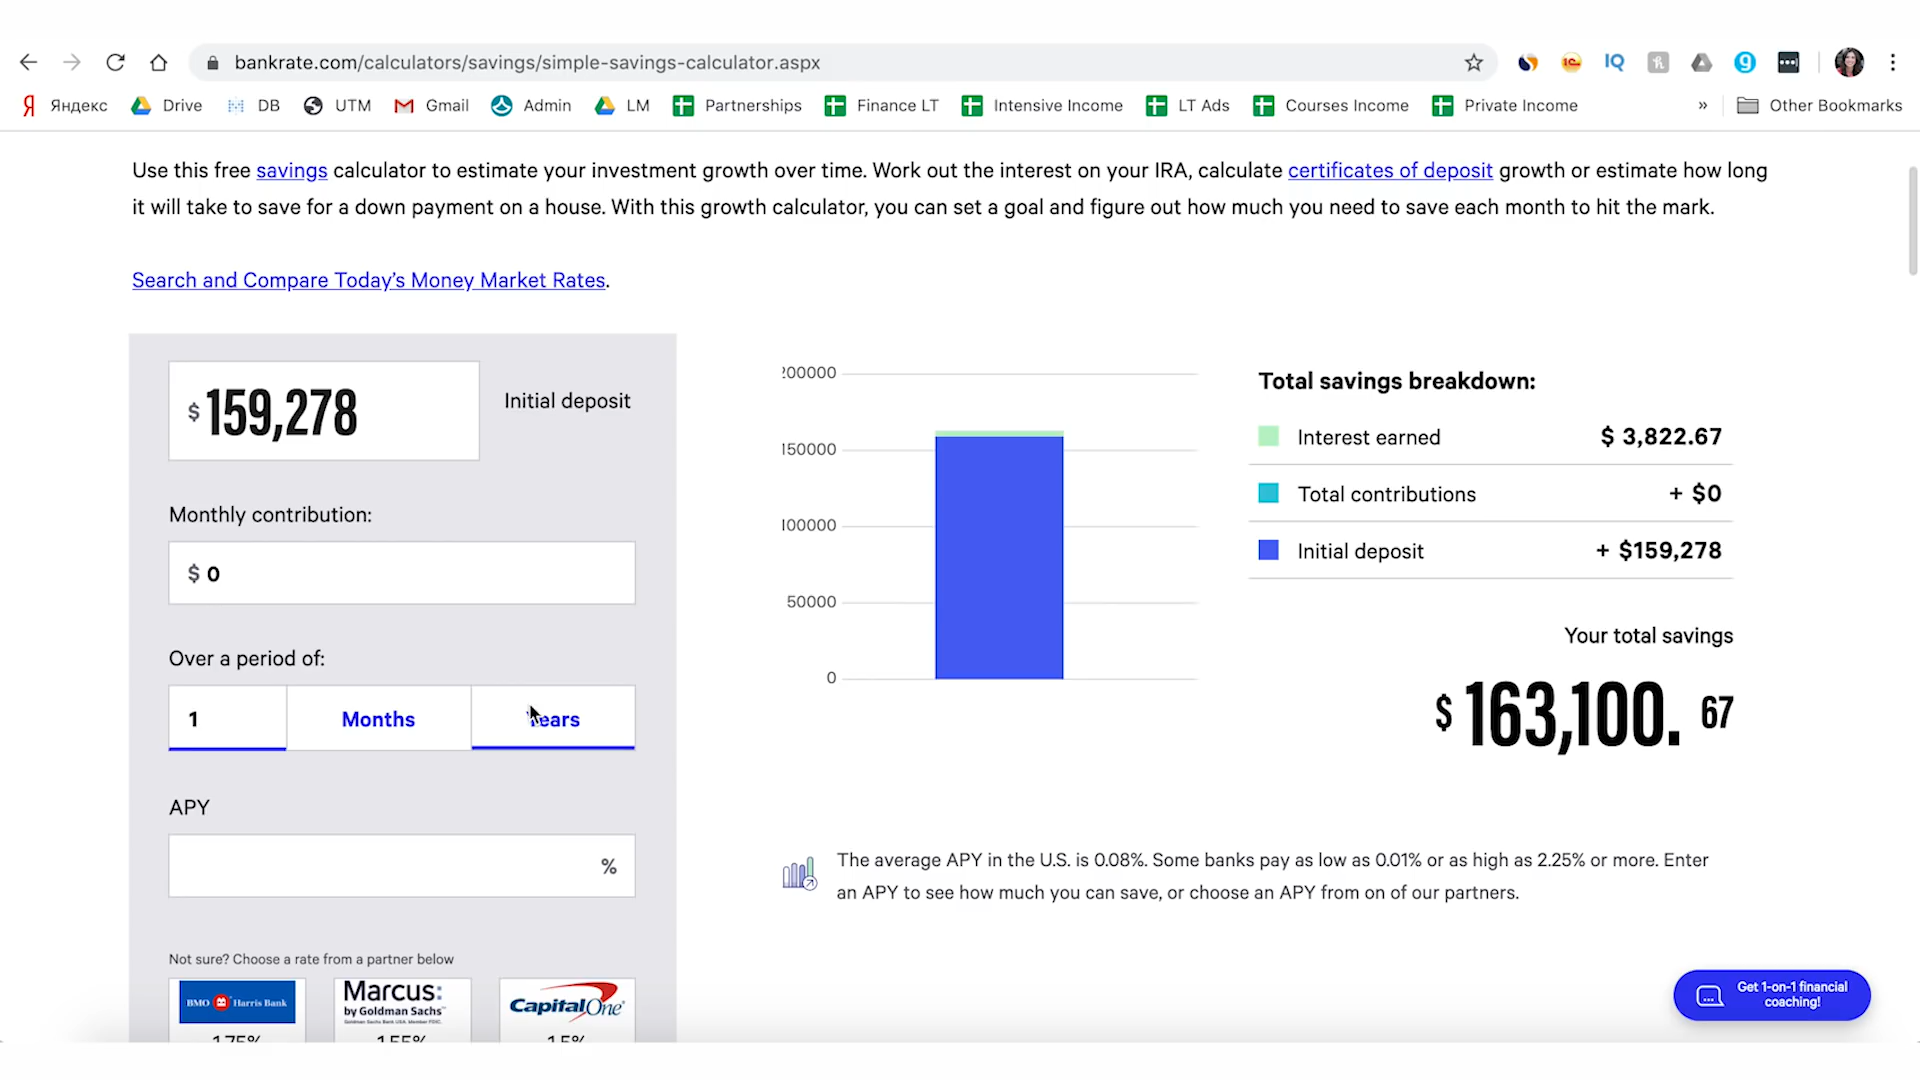 bankrate.com/calculators/savings/simple-savings-calculator.aspx
Яндекс Drive DB UTM Gmail Admin LM Partnerships Finance LT Intensive Income LT Ads Courses Income Private Income » Other Bookmarks
Use this free savings calculator to estimate your investment growth over time. Work out the interest on your IRA, calculate certificates of deposit growth or estimate how long
it will take to save for a down payment on a house. With this growth calculator, you can set a goal and figure out how much you need to save each month to hit the mark.
Search and Compare Today's Money Market Rates.
$ 159,278
Initial deposit
Monthly contribution:
$ 0
Over a period of:
1 Months Years
APY
%
Not sure? Choose a rate from a partner below
BMO Harris Bank
Marcus:
by Goldman Sachs
Capital One
1.75% 1.55% 1.5%
200000
150000
100000
50000
0
Total savings breakdown:
Interest earned $ 3,822.67
Total contributions + $0
Initial deposit + $159,278
Your total savings
$ 163,100. 67
The average APY in the U.S. is 0.08%. Some banks pay as low as 0.01% or as high as 2.25% or more. Enter
an APY to see how much you can save, or choose an APY from on of our partners.
Get 1-on-1 financial
coaching!